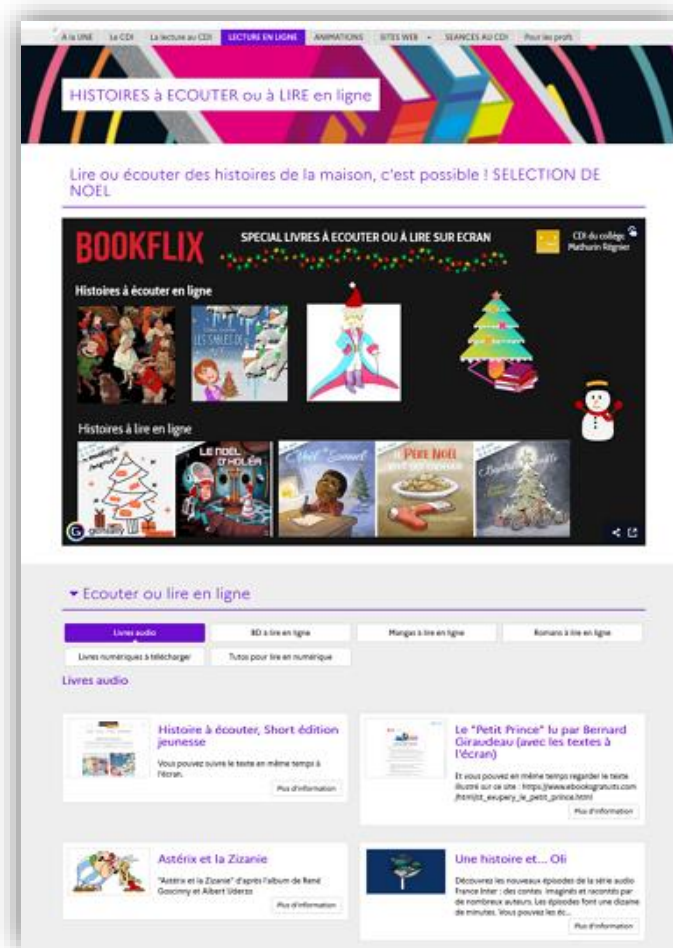 A la UNE Le CDI La lecture au CDI LECTURE EN LIGNE ANIMATIONS SITES WEB SEANCES AU CDI Pour les profs
HISTOIRES à ECOUTER ou à LIRE en ligne
Lire ou écouter des histoires de la maison, c'est possible ! SELECTION DE
NOEL
BOOKFLIX
SPECIAL LIVRES À ECOUTER OU À LIRE SUR ECRAN
CDI du collège
Mathurin Régnier
Histoires à écouter en ligne
LES SABLES DE
Histoires à lire en ligne
LE NOËL
D'HOLÉR
Noël Samuel
PÈRE NOËL
genially
Ecouter ou lire en ligne
Livres audio BD à lire en ligne Mangas à lire en ligne Romans à lire en ligne
Livres numériques à télécharger Tutos pour lire en numérique
Livres audio
Histoire à écouter, Short édition
jeunesse
Vous pouvez suivre le texte en même temps à
l'écran.
Plus d'information
Le "Petit Prince" lu par Bernard
Giraudeau (avec les textes à
l'écran)
Et vous pouvez en même temps regarder le texte
illustré sur ce site : https://www.ebooksgratuits.com
/html/st_exupery_le_petit_prince.html
Plus d'information
Astérix et la Zizanie
"Astérix et la Zizanie" d'après l'album de René
Goscinny et Albert Uderzo
Plus d'information
Une histoire et... Oli
Découvrez les nouveaux épisodes de la série audio
France Inter : des contes imaginés et racontés par
de nombreux auteurs. Les épisodes font une dizaine
de minutes. Vous pouvez les éc...
Plus d'information